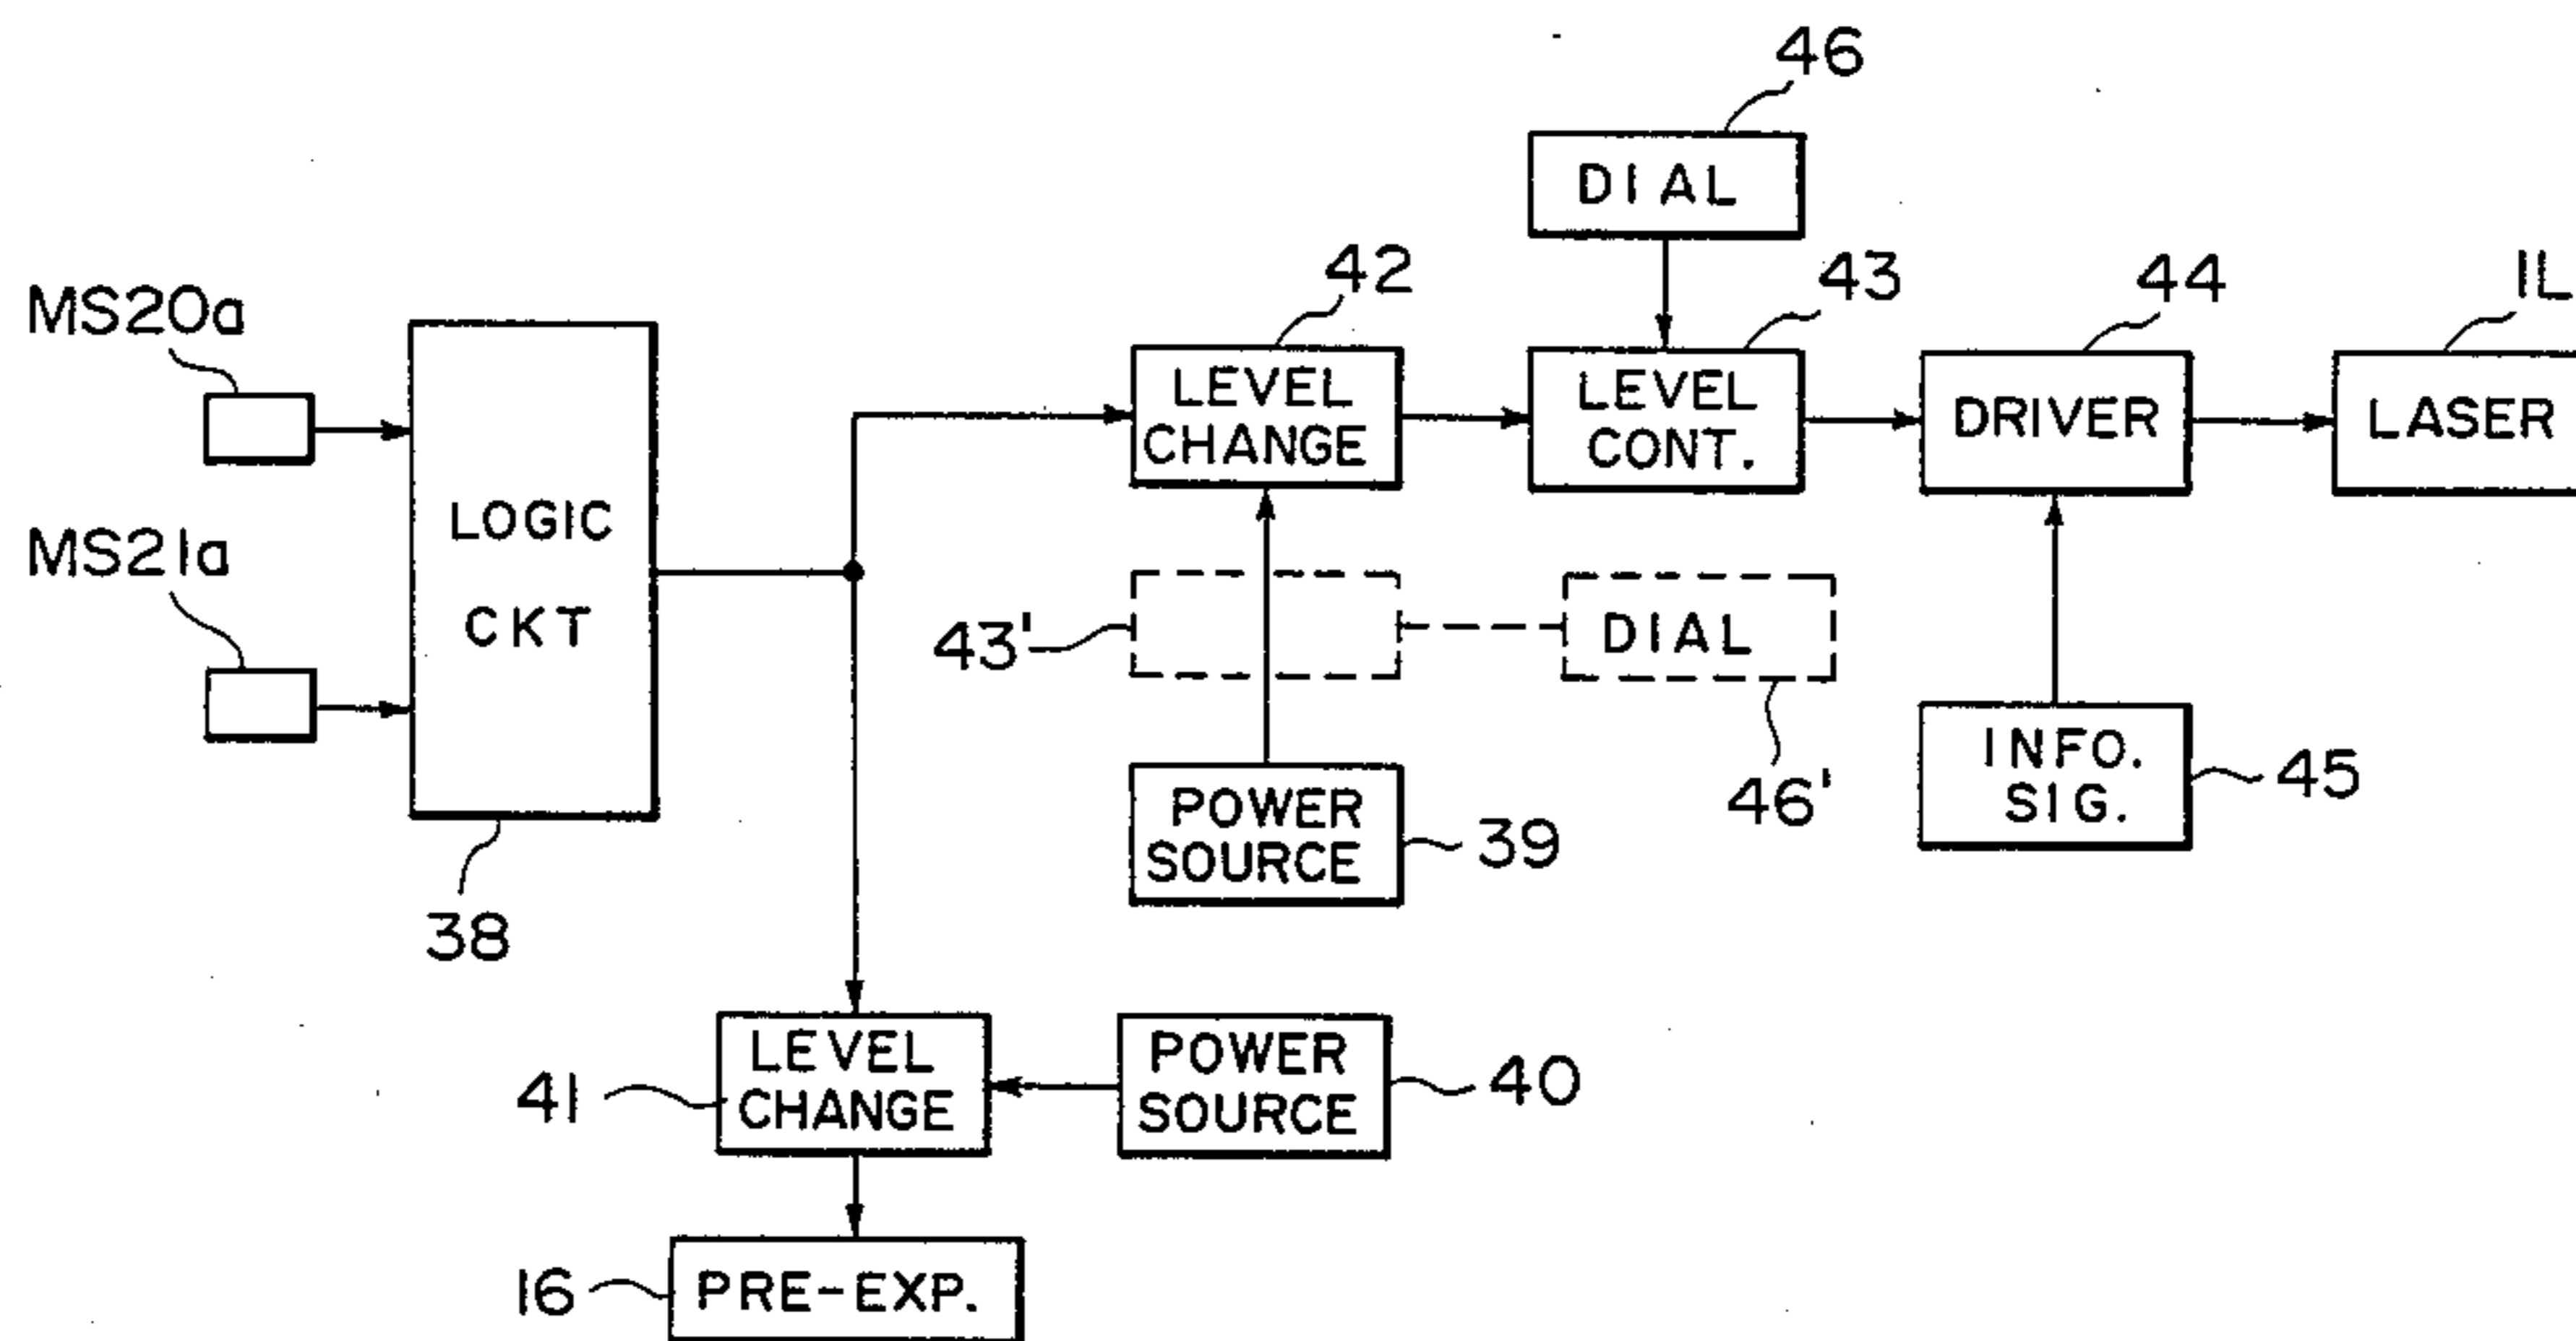 46
DIAL
MS20a
42
43
44
1L
LEVEL
CHANGE
LEVEL
CONT.
DRIVER
LASER
LOGIC
CKT
MS21a
43'
DIAL
46'
INFO.
SIG.
45
POWER
SOURCE
39
38
LEVEL
CHANGE
41
POWER
SOURCE
40
16
PRE-EXP.